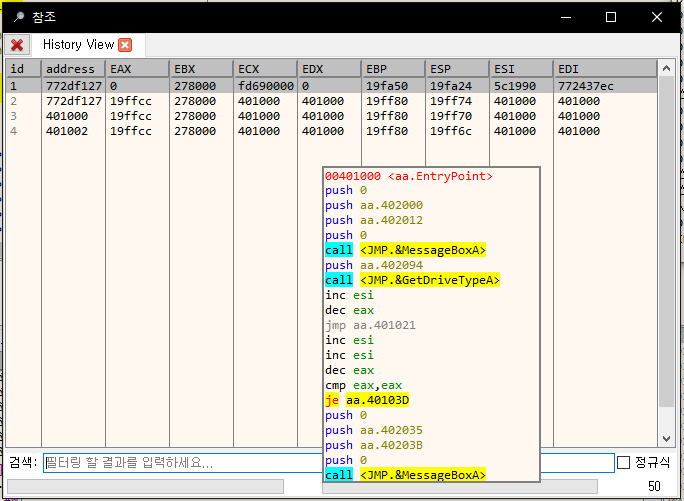 참조
History View
id address EAX EBX ECX EDX EBP ESP ESI EDI
1 772df127 0 278000 fd690000 0 19fa50 19fa24 5c1990 772437ec
2 772df127 19ffcc 278000 401000 401000 19ff80 19ff74 401000 401000
3 401000 19ffcc 278000 401000 401000 19ff80 19ff70 401000 401000
4 401002 19ffcc 278000 401000 401000 19ff80 19ff6c 401000 401000
00401000 <aa.EntryPoint>
push 0
push aa.402000
push aa.402012
push 0
call <JMP.&MessageBoxA>
push aa.402094
call <JMP.&GetDriveTypeA>
inc esi
dec eax
jmp aa.401021
inc esi
inc esi
dec eax
cmp eax,eax
je aa.40103D
push 0
push aa.402035
push aa.40203B
push 0
call <JMP.&MessageBoxA>
검색: 필터링 할 결과를 입력하세요... 정규식
50